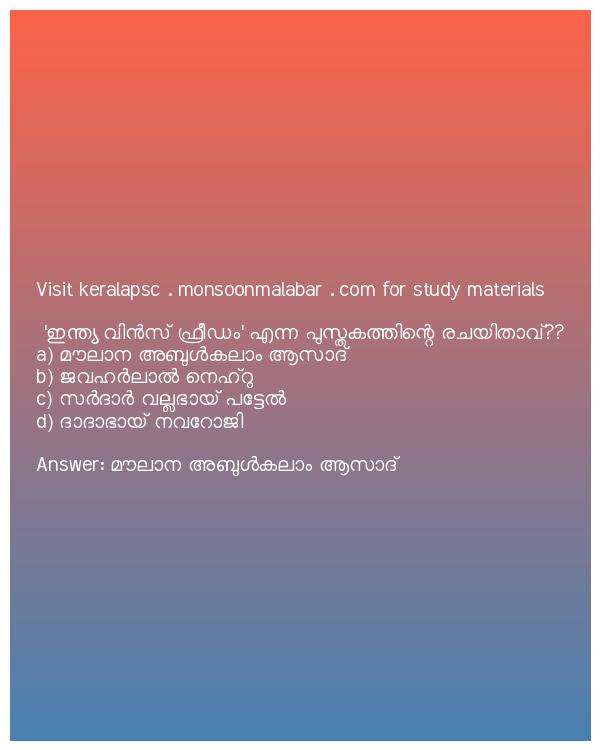 Visit keralapsc . monsoonmalabar . com for study materials
'ഇന്ത്യ വിൻസ് ഫ്രീഡം' എന്ന പുസ്തകത്തിന്റെ രചയിതാവ്??
a) മൗലാന അബുൾകലാം ആസാദ്
b) ജവഹർലാൽ നെഹ്റു
c) സർദാർ വല്ലഭായ് പട്ടേൽ
d) ദാദാഭായ് നവറോജി
Answer: മൗലാന അബുൾകലാം ആസാദ്